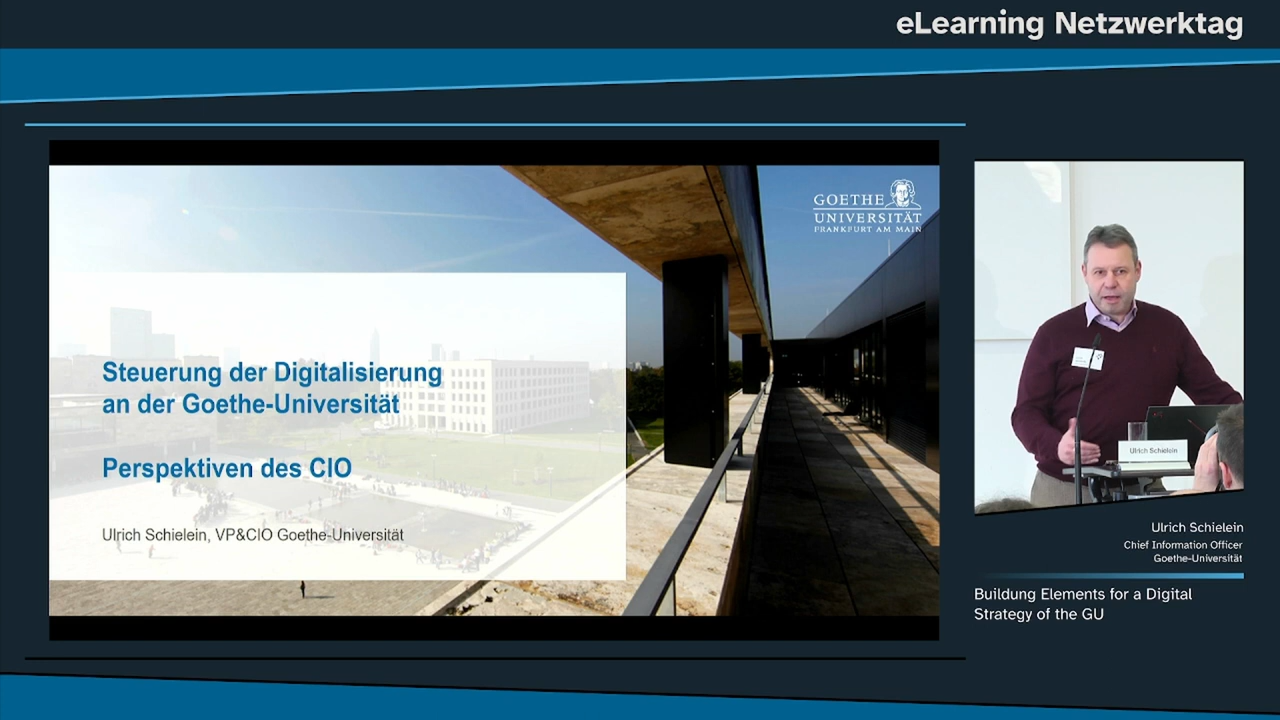 eLearning Netzwerktag
GOETHE
UNIVERSITÄT
FRANKFURT AM MAIN
Steuerung der Digitalisierung
an der Goethe-Universität
Perspektiven des CIO
Ulrich Schielein, VP&CIO Goethe-Universität
Ulrich Schielein
Ulrich Schielein
Chief Information Officer
Goethe-Universität
Buildung Elements for a Digital
Strategy of the GU